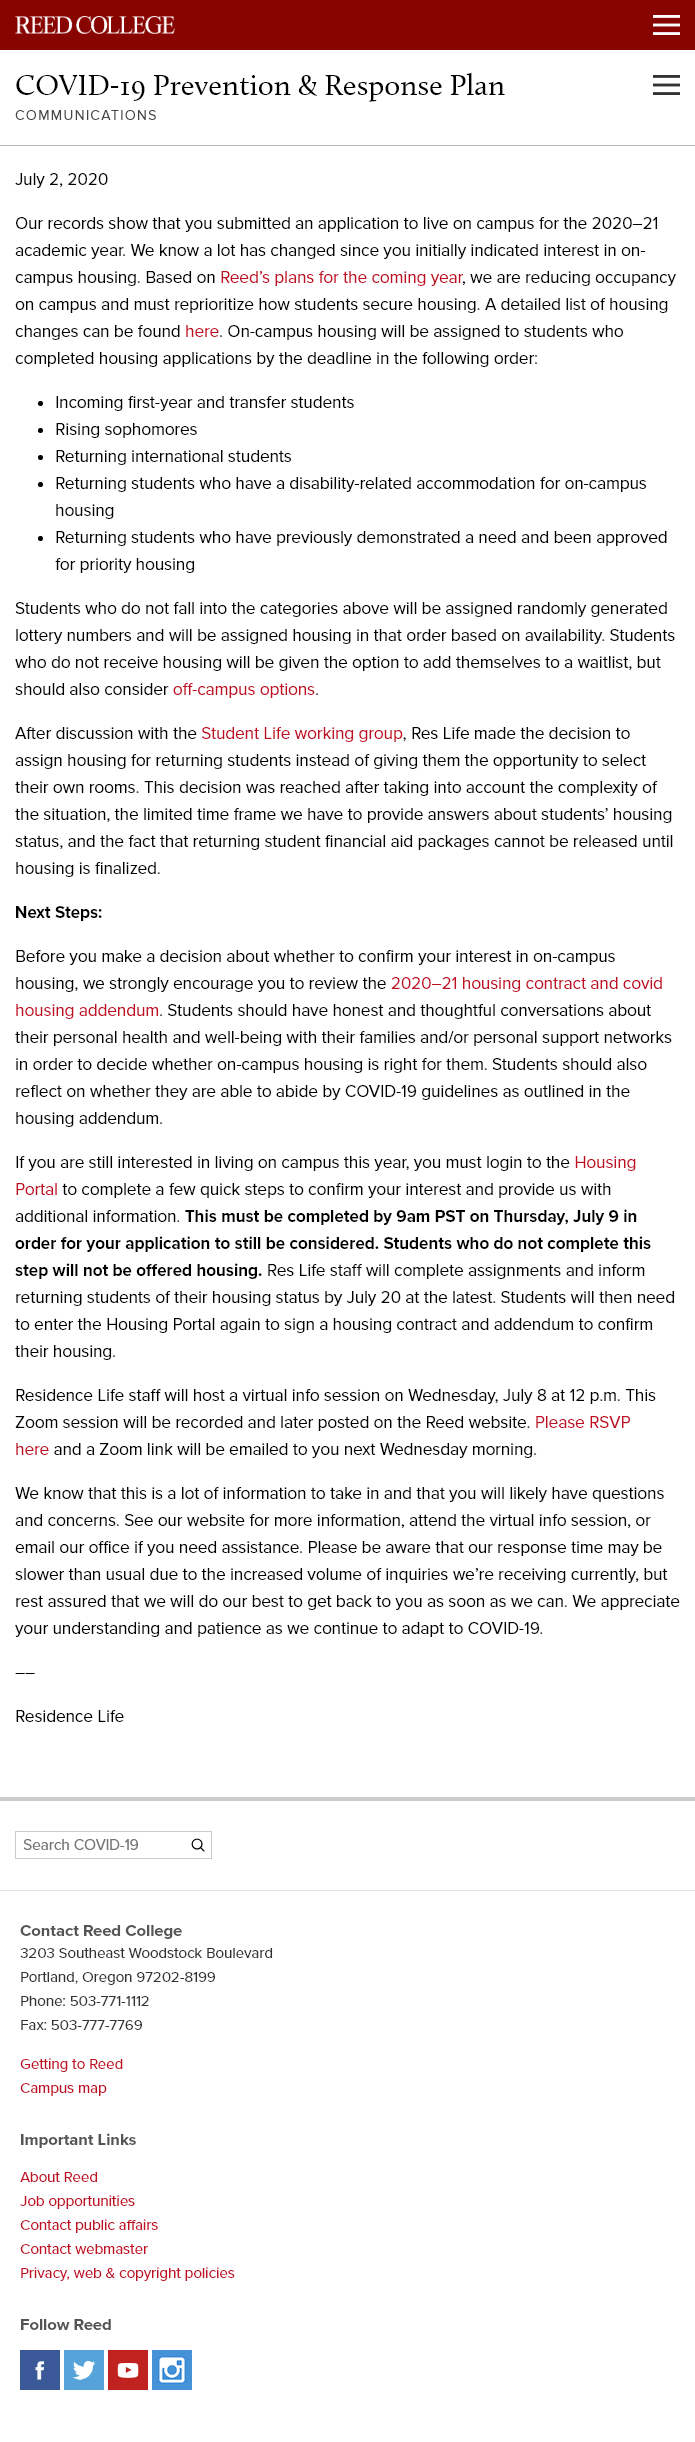 REED COLLEGE
COVID-19 Prevention & Response Plan
COMMUNICATIONS
July 2, 2020
Our records show that you submitted an application to live on campus for the 2020–21
academic year. We know a lot has changed since you initially indicated interest in on-
campus housing. Based on Reed’s plans for the coming year, we are reducing occupancy
on campus and must reprioritize how students secure housing. A detailed list of housing
changes can be found here. On-campus housing will be assigned to students who
completed housing applications by the deadline in the following order:
• Incoming first-year and transfer students
• Rising sophomores
• Returning international students
• Returning students who have a disability-related accommodation for on-campus
housing
• Returning students who have previously demonstrated a need and been approved
for priority housing
Students who do not fall into the categories above will be assigned randomly generated
lottery numbers and will be assigned housing in that order based on availability. Students
who do not receive housing will be given the option to add themselves to a waitlist, but
should also consider off-campus options.
After discussion with the Student Life working group, Res Life made the decision to
assign housing for returning students instead of giving them the opportunity to select
their own rooms. This decision was reached after taking into account the complexity of
the situation, the limited time frame we have to provide answers about students’ housing
status, and the fact that returning student financial aid packages cannot be released until
housing is finalized.
Next Steps:
Before you make a decision about whether to confirm your interest in on-campus
housing, we strongly encourage you to review the 2020–21 housing contract and covid
housing addendum. Students should have honest and thoughtful conversations about
their personal health and well-being with their families and/or personal support networks
in order to decide whether on-campus housing is right for them. Students should also
reflect on whether they are able to abide by COVID-19 guidelines as outlined in the
housing addendum.
If you are still interested in living on campus this year, you must login to the Housing
Portal to complete a few quick steps to confirm your interest and provide us with
additional information. This must be completed by 9am PST on Thursday, July 9 in
order for your application to still be considered. Students who do not complete this
step will not be offered housing. Res Life staff will complete assignments and inform
returning students of their housing status by July 20 at the latest. Students will then need
to enter the Housing Portal again to sign a housing contract and addendum to confirm
their housing.
Residence Life staff will host a virtual info session on Wednesday, July 8 at 12 p.m. This
Zoom session will be recorded and later posted on the Reed website. Please RSVP
here and a Zoom link will be emailed to you next Wednesday morning.
We know that this is a lot of information to take in and that you will likely have questions
and concerns. See our website for more information, attend the virtual info session, or
email our office if you need assistance. Please be aware that our response time may be
slower than usual due to the increased volume of inquiries we’re receiving currently, but
rest assured that we will do our best to get back to you as soon as we can. We appreciate
your understanding and patience as we continue to adapt to COVID-19.
––
Residence Life
Search COVID-19
Contact Reed College
3203 Southeast Woodstock Boulevard
Portland, Oregon 97202-8199
Phone: 503-771-1112
Fax: 503-777-7769
Getting to Reed
Campus map
Important Links
About Reed
Job opportunities
Contact public affairs
Contact webmaster
Privacy, web & copyright policies
Follow Reed